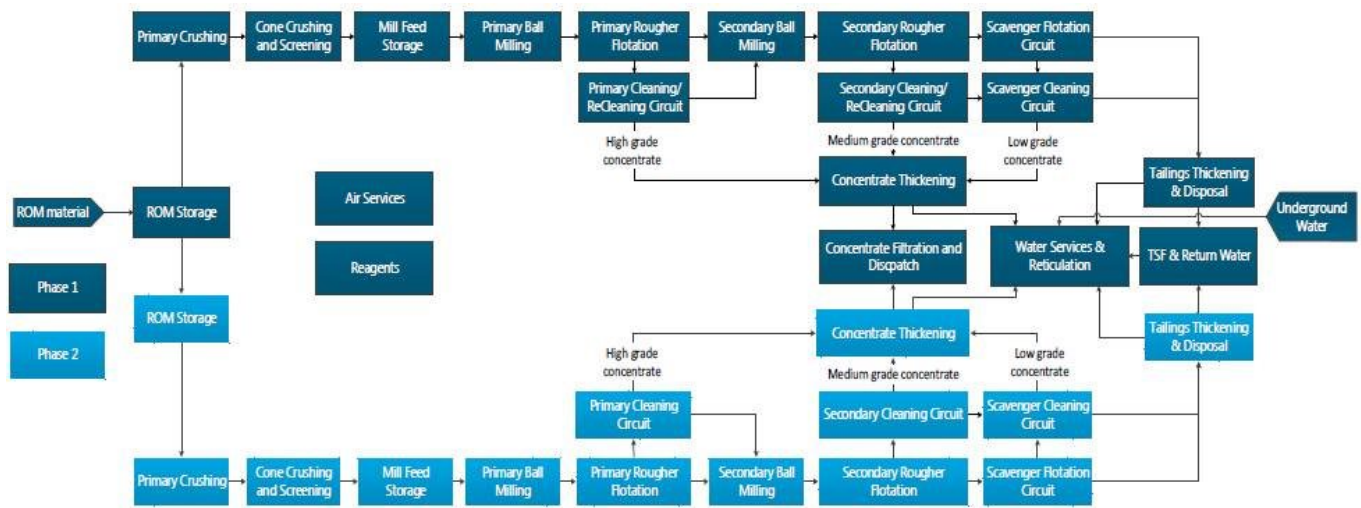 Primary Crushing
Cone Crushing
and Screening
Mill Feed
Storage
Primary Ball
Milling
Primary Rougher
Flotation
Secondary Ball
Milling
Secondary Rougher
Flotation
Scavenger Flotation
Circuit
Primary Cleaning/
ReCleaning Circuit
Secondary Cleaning/
ReCleaning Circuit
Scavenger Cleaning
Circuit
High grade
concentrate
Medium grade concentrate
Low grade
concentrate
Concentrate Thickening
Tailings Thickening
& Disposal
ROM material
ROM Storage
Air Services
Underground
Water
Reagents
Concentrate Filtration and
Discpatch
Water Services &
Reticulation
TSF & Return Water
Phase 1
ROM Storage
Phase 2
Concentrate Thickening
Tailings Thickening
& Disposal
High grade
concentrate
Medium grade concentrate
Low grade
concentrate
Primary Cleaning
Circuit
Secondary Cleaning Circuit
Scavenger Cleaning
Circuit
Primary Crushing
Cone Crushing
and Screening
Mill Feed
Storage
Primary Ball
Milling
Primary Rougher
Flotation
Secondary Ball
Milling
Secondary Rougher
Flotation
Scavenger Flotation
Circuit